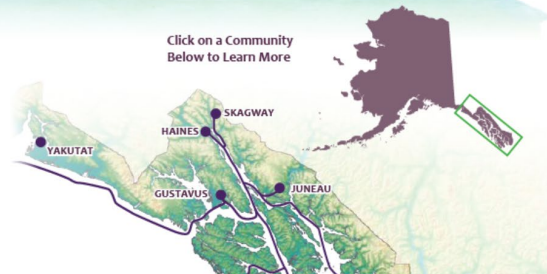 Click on a Community
Below to Learn More
SKAGWAY
HAINES
YAKUTAT
GUSTAVUS
JUNEAU